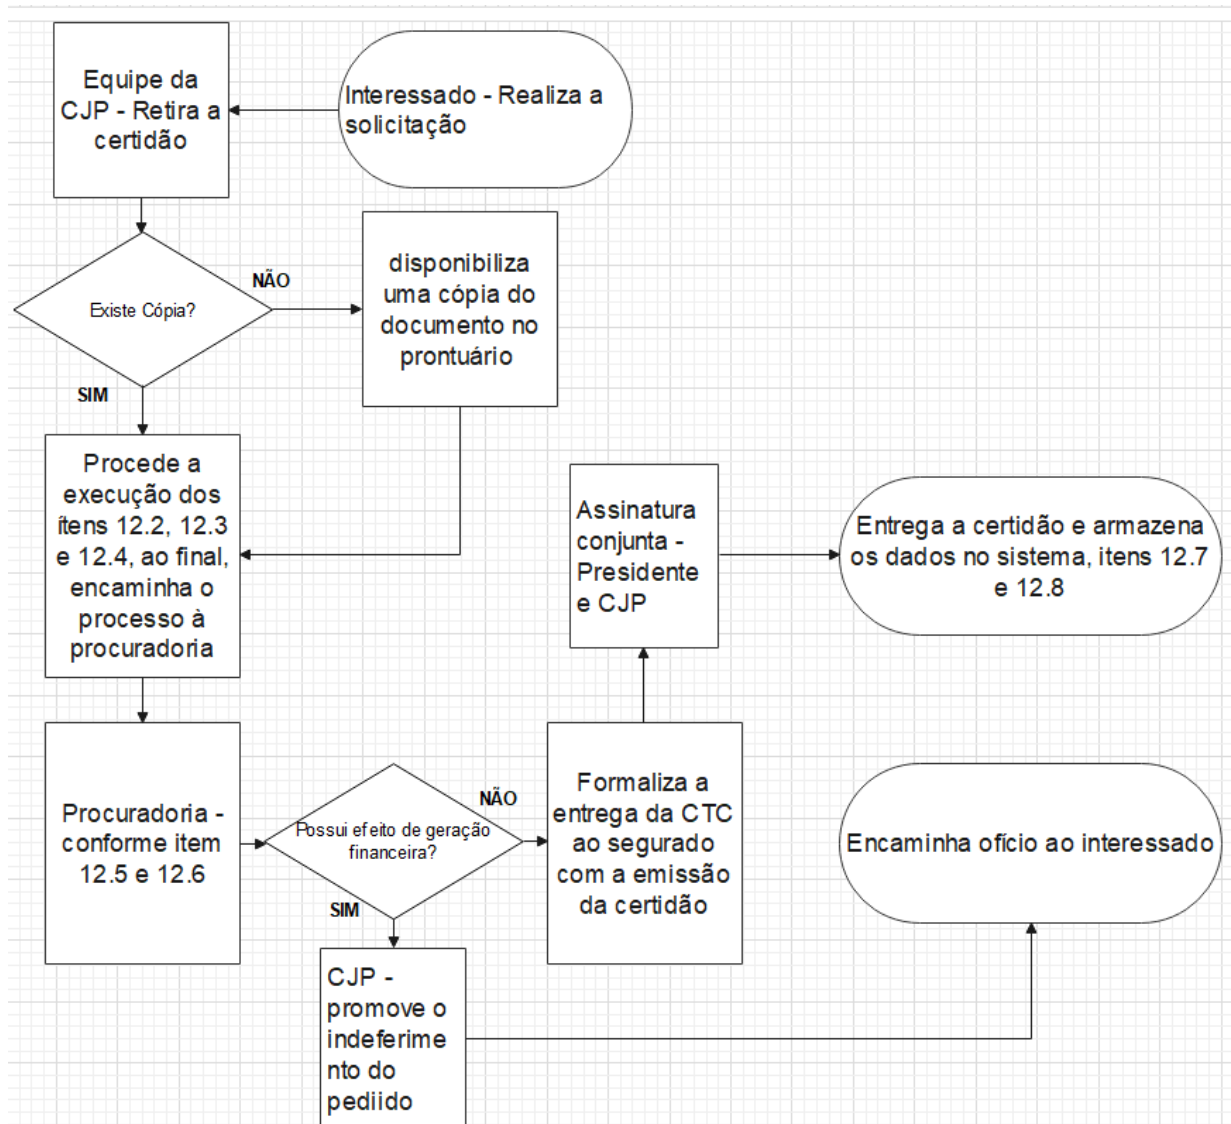 Equipe da
CJP - Retira a
certidão
Interessado - Realiza a
solicitação
Existe Cópia?
NÃO
disponibiliza
uma cópia do
documento no
prontuário
SIM
Procede a
execução dos
ítens 12.2, 12.3
e 12.4, ao final,
encaminha o
processo à
procuradoria
Assinatura
conjunta -
Presidente
e CJP
Entrega a certidão e armazena
os dados no sistema, itens 12.7
e 12.8
Procuradoria -
conforme item
12.5 e 12.6
Possui efeito de geração
financeira?
NÃO
Formaliza a
entrega da CTC
ao segurado
com a emissão
da certidão
Encaminha ofício ao interessado
SIM
CJP -
promove o
indeferime
nto do
pediido